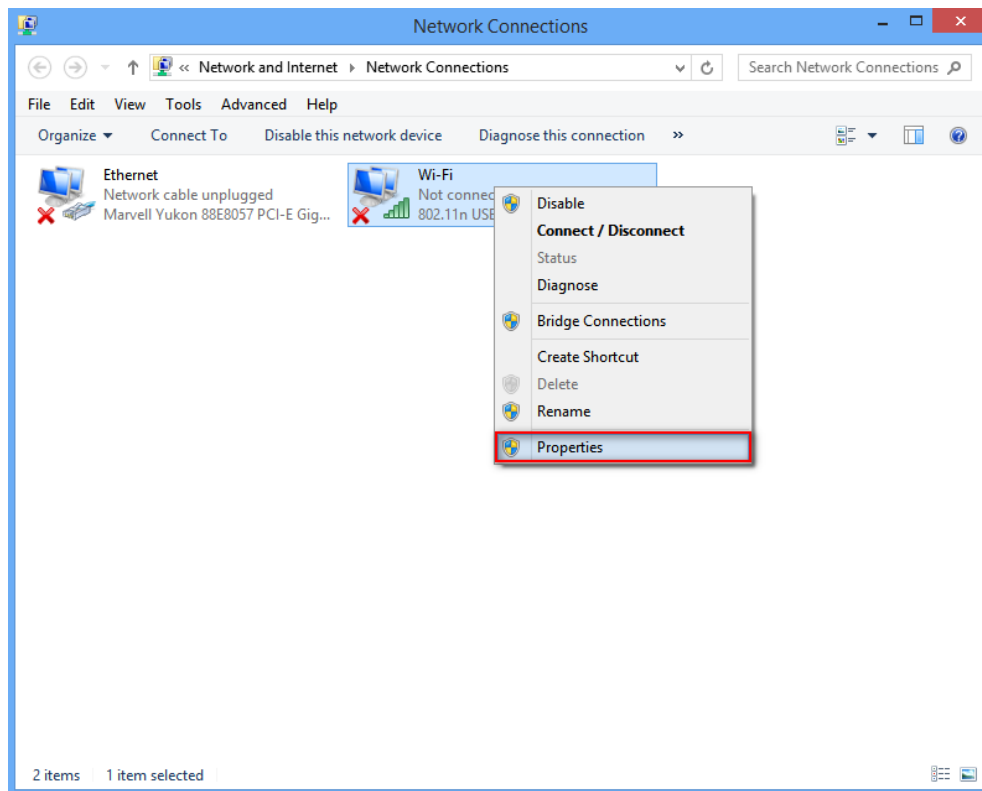 Network Connections
« Network and Internet Network Connections
Search Network Connections
File Edit View Tools Advanced Help
Organize Connect To Disable this network device Diagnose this connection »
Ethernet
Network cable unplugged
Marvell Yukon 88E8057 PCI-E Gig...
Wi-Fi
Not connec
802.11n USB
Disable
Connect / Disconnect
Status
Diagnose
Bridge Connections
Create Shortcut
Delete
Rename
Properties
2 items 1 item selected